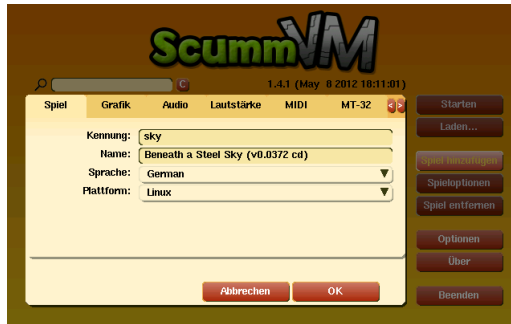 ScummVM
C
1.4.1 (May 8 2012 18:11:01)
Spiel Grafik Audio Lautstärke MIDI MT-32 < >
Kennung: sky
Name: Beneath a Steel Sky (v0.0372 cd)
Sprache: German
Plattform: Linux
Abbrechen OK
Starten
Laden...
Spiel hinzufügen
Spieloptionen
Spiel entfernen
Optionen
Über
Beenden